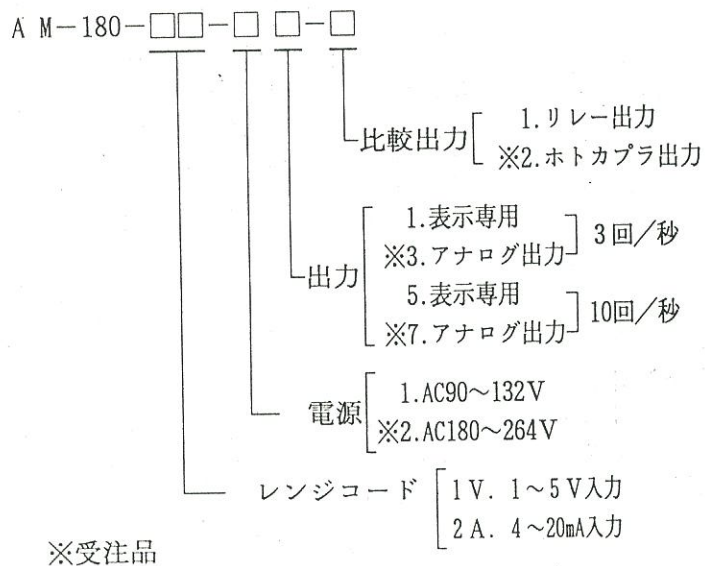 AM-180-□□-□□-□
比較出力
1.リレー出力
※2.ホトカプラ出力
出力
1.表示専用
※3.アナログ出力
3回/秒
5.表示専用
※7.アナログ出力
10回/秒
電源
1.AC90~132V
※2.AC180~264V
レンジコード
1V. 1~5V入力
2A. 4~20mA入力
※受注品